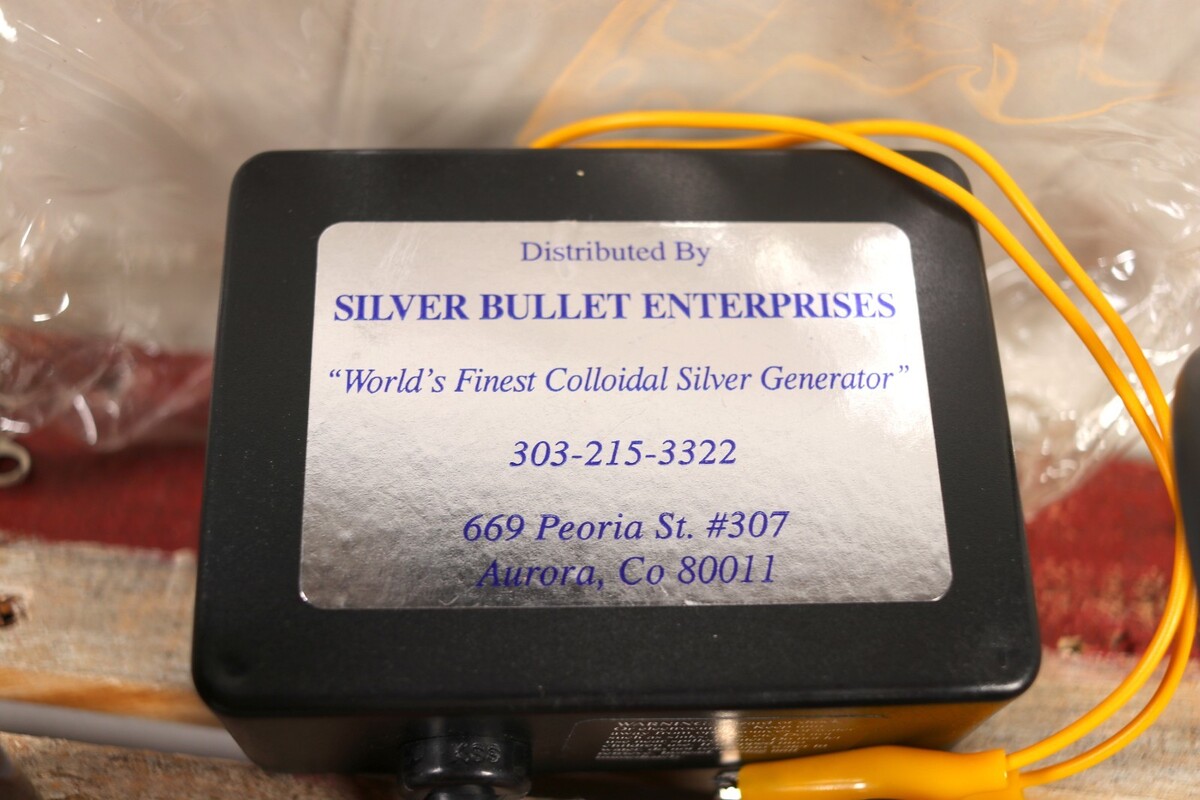 Distributed By
SILVER BULLET ENTERPRISES
“World’s Finest Colloidal Silver Generator”
303-215-3322
669 Peoria St. #307
Aurora, Co 80011
WARNING